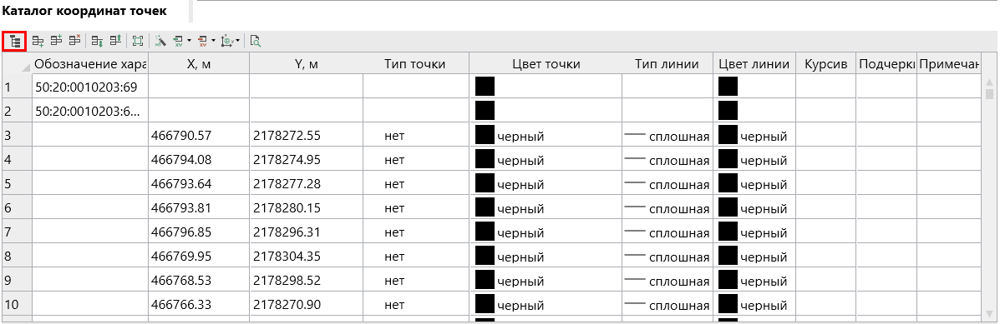 Каталог координат точек
Обозначение хара X, м Y, м Тип точки Цвет точки Тип линии Цвет линии Курсив Подчерки Примечан
1 50:20:0010203:69
2 50:20:0010203:6...
3 466790.57 2178272.55 нет черный сплошная черный
4 466794.08 2178274.95 нет черный сплошная черный
5 466793.64 2178277.28 нет черный сплошная черный
6 466793.81 2178280.15 нет черный сплошная черный
7 466796.85 2178296.31 нет черный сплошная черный
8 466769.95 2178304.35 нет черный сплошная черный
9 466768.53 2178298.52 нет черный сплошная черный
10 466766.33 2178270.90 нет черный сплошная черный